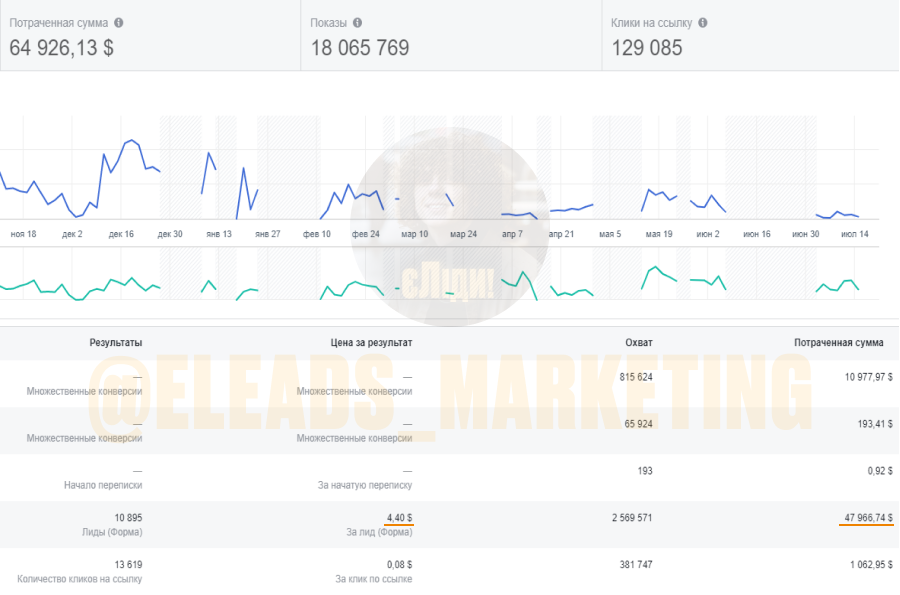 Потраченная сумма
Показы
Клики на ссылку
64 926,13 $
18 065 769
129 085
ноя 18 дек 2 дек 16 дек 30 янв 13 янв 27 фев 10 фев 24 мар 10 мар 24 апр 7 апр 21 мая 5 мая 19 июн 2 июн 16 июн 30 июл 14
єЛіди!
Результаты Цена за результат Охват Потраченная сумма
@ELEADS_MARKETING
— — 815 624 10 977,97 $
Множественные конверсии Множественные конверсии
— — 65 924 193,41 $
Множественные конверсии Множественные конверсии
— — 193 0,92 $
Начало переписки За начатую переписку
10 895 4,40 $ 2 569 571 47 966,74 $
Лиды (Форма) За лид (Форма)
13 619 0,08 $ 381 747 1 062,95 $
Количество кликов на ссылку За клик по ссылке